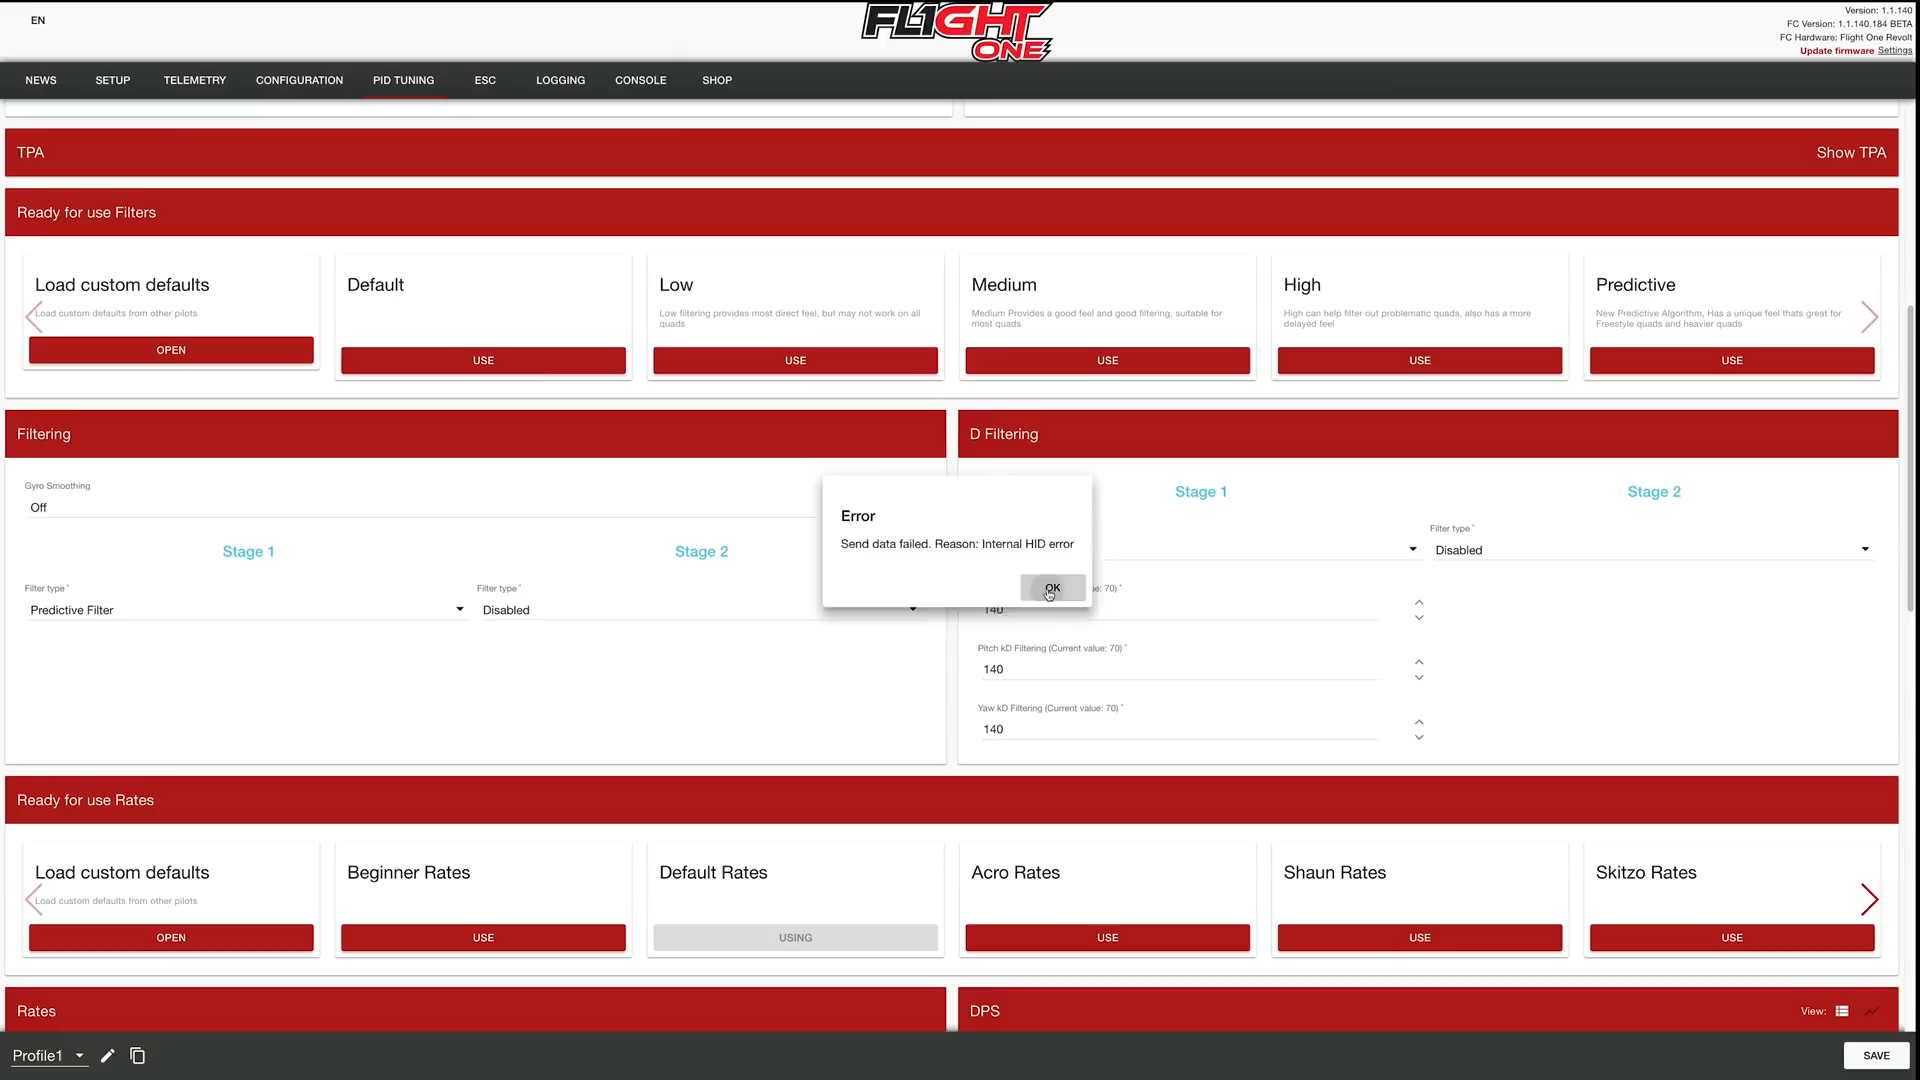 EN
FL1GHT
ONE
Version: 1.1.140
FC Version: 1.1.140.184 BETA
FC Hardware: Flight One Revolt
Update firmware Settings
NEWS SETUP TELEMETRY CONFIGURATION PID TUNING ESC LOGGING CONSOLE SHOP
TPA Show TPA
Ready for use Filters
Load custom defaults
Load custom defaults from other pilots
OPEN
Default
USE
Low
Low filtering provides most direct feel, but may not work on all
quads
USE
Medium
Medium Provides a good feel and good filtering, suitable for
most quads
USE
High
High can help filter out problematic quads, also has a more
delayed feel
USE
Predictive
New Predictive Algorithm, Has a unique feel thats great for
Freestyle quads and heavier quads
USE
Filtering
Gyro Smoothing
Off
Stage 1
Filter type *
Predictive Filter
Stage 2
Filter type *
Disabled
Error
Send data failed. Reason: Internal HID error
OK
D Filtering
Stage 1
Stage 2
Filter type *
Disabled
70) *
140
Pitch kD Filtering (Current value: 70) *
140
Yaw kD Filtering (Current value: 70) *
140
Ready for use Rates
Load custom defaults
Load custom defaults from other pilots
OPEN
Beginner Rates
USE
Default Rates
USING
Acro Rates
USE
Shaun Rates
USE
Skitzo Rates
USE
Rates
DPS View:
Profile1
SAVE